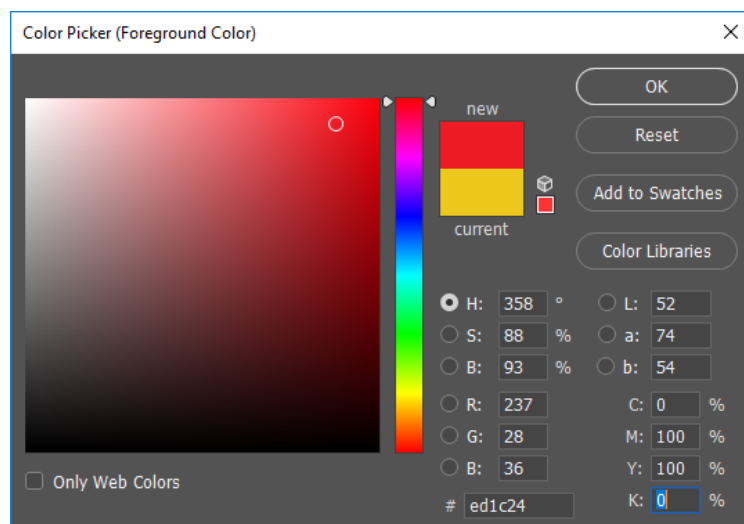 Color Picker (Foreground Color)
OK
new
Reset
Add to Swatches
current
Color Libraries
H: 358 °
L: 52
S: 88 %
a: 74
B: 93 %
b: 54
R: 237
C: 0 %
G: 28
M: 100 %
B: 36
Y: 100 %
Only Web Colors
# ed1c24
K: 0 %